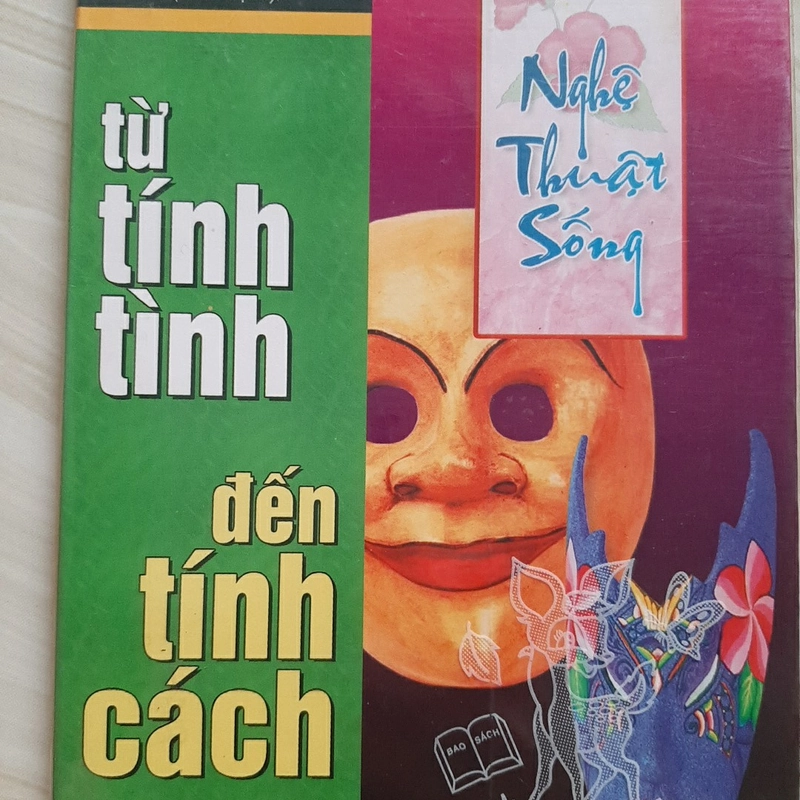 từ
tính
tình
đến
tính
cách
Nghệ
Thuật
Sống
BAO SÁCH